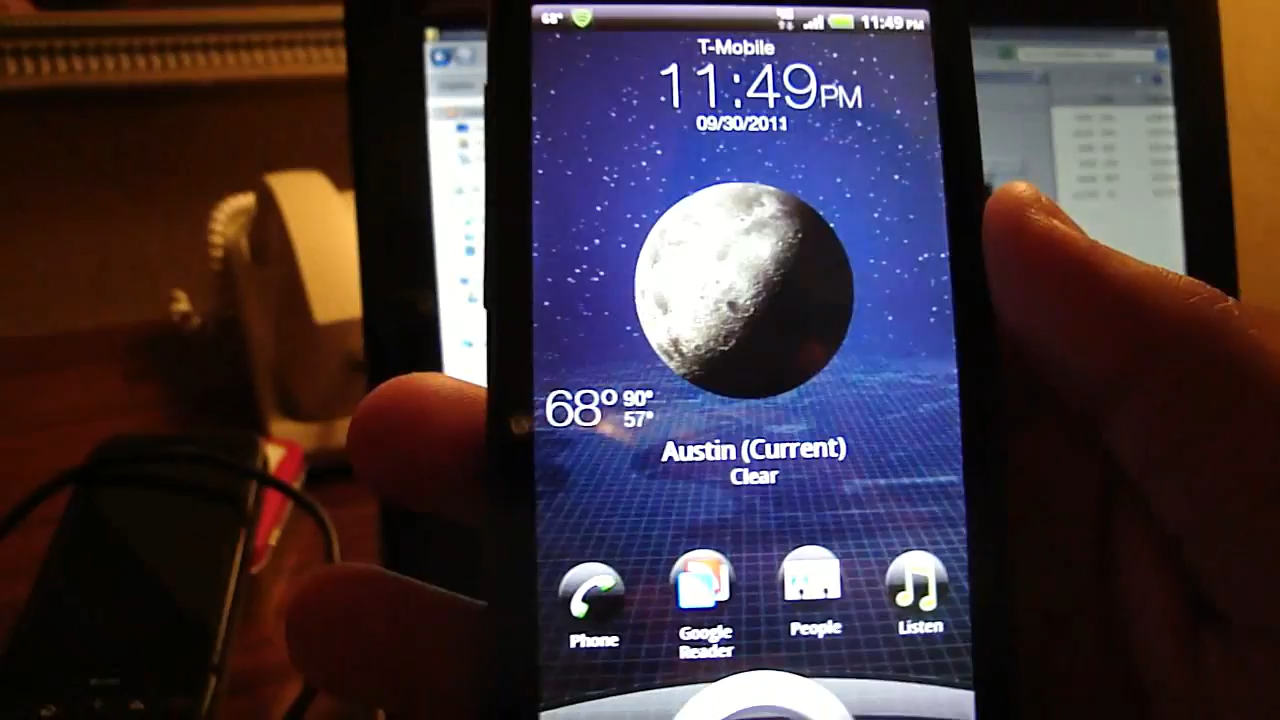 68° 11:49 PM
T-Mobile
11:49PM
09/30/2011
68° 90°
57°
Austin (Current)
Clear
Phone Google Reader People Listen